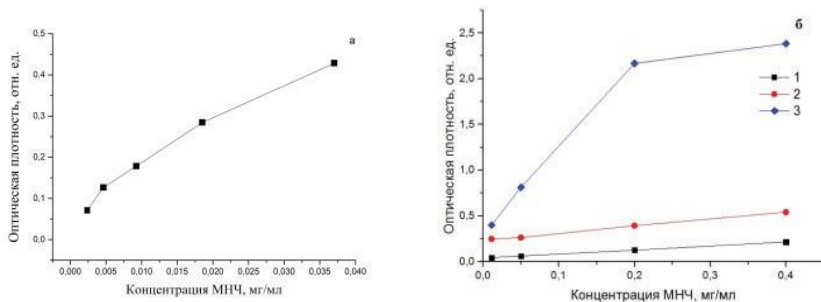 а
0,5
0,4
0,3
0,2
0,1
0,0
Оптическая плотность, отн. ед.
0,000 0,005 0,010 0,015 0,020 0,025 0,030 0,035 0,040
Концентрация МНЧ, мг/мл
б
2,5
2,0
1,5
1,0
0,5
0,0
Оптическая плотность, отн. ед.
1
2
3
0,0 0,1 0,2 0,3 0,4
Концентрация МНЧ, мг/мл